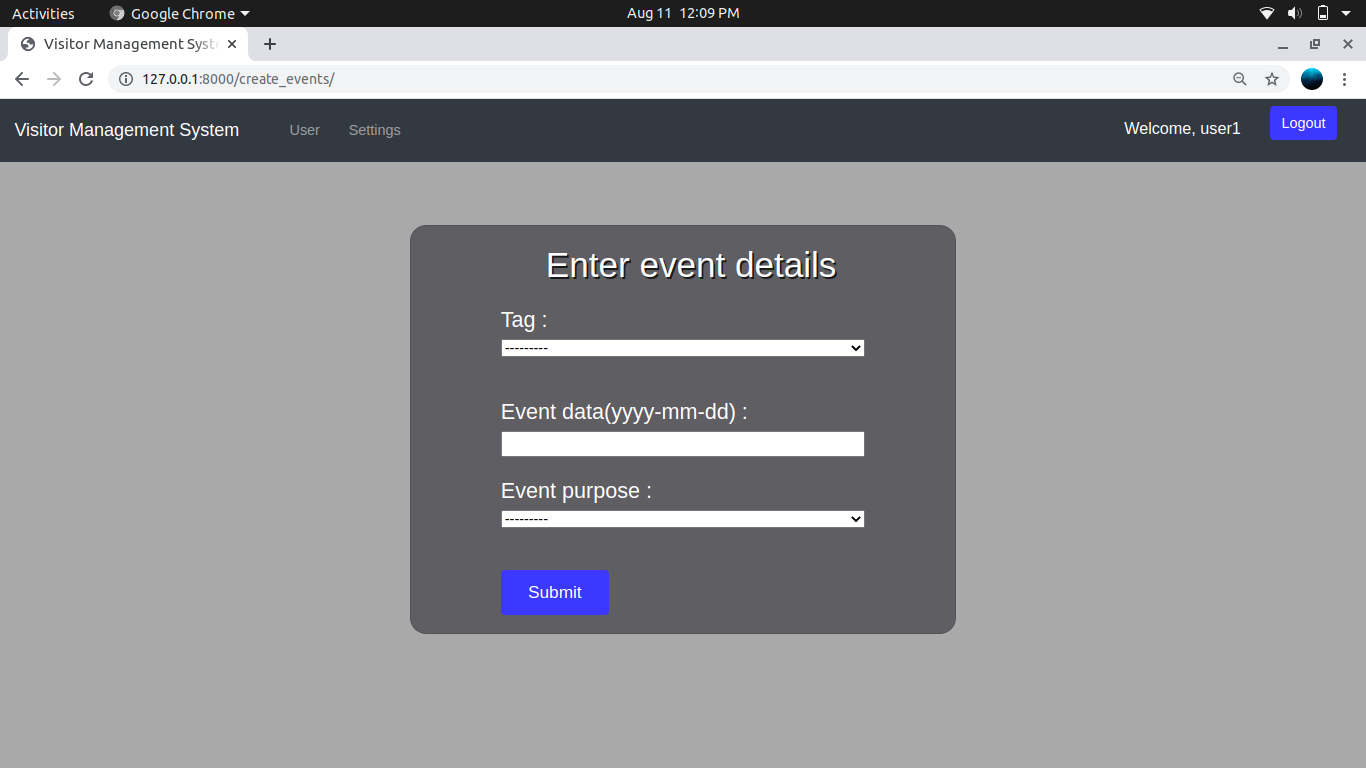 Activities Google Chrome Aug 11 12:09 PM
Visitor Management Syst
127.0.0.1:8000/create_events/
Visitor Management System User Settings Welcome, user1 Logout
Enter event details
Tag :
---------
Event data(yyyy-mm-dd) :
Event purpose :
---------
Submit